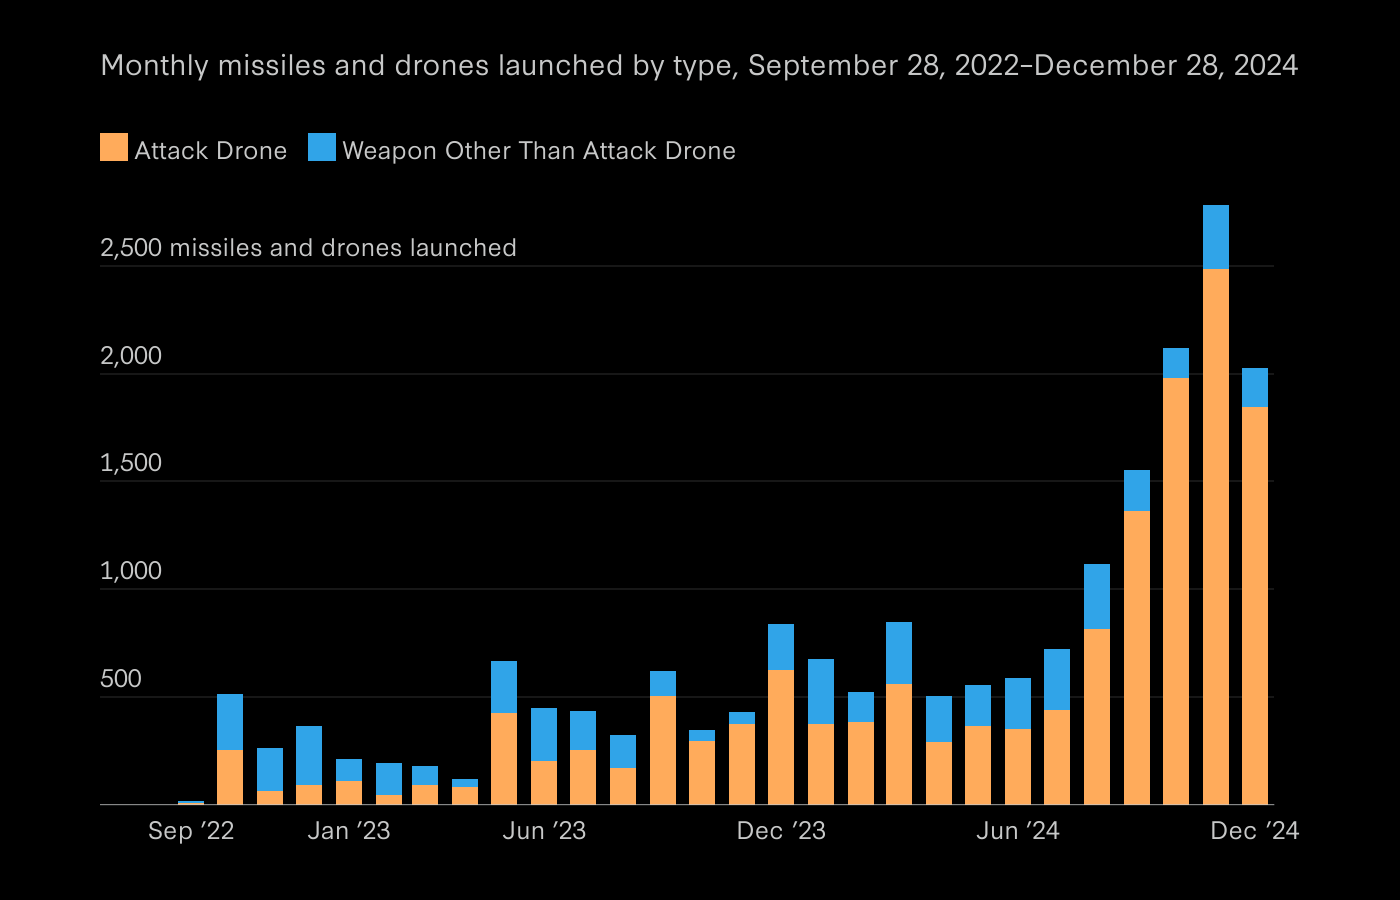 Monthly missiles and drones launched by type, September 28, 2022–December 28, 2024
Attack Drone Weapon Other Than Attack Drone
2,500 missiles and drones launched
2,000
1,500
1,000
500
Sep ’22 Jan ’23 Jun ’23 Dec ’23 Jun ’24 Dec ’24